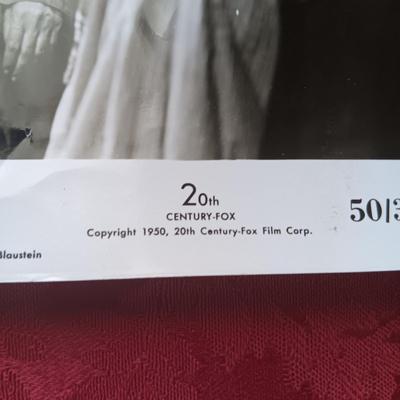 20th
CENTURY-FOX
50|3
Copyright 1950, 20th Century-Fox Film Corp.
Blaustein